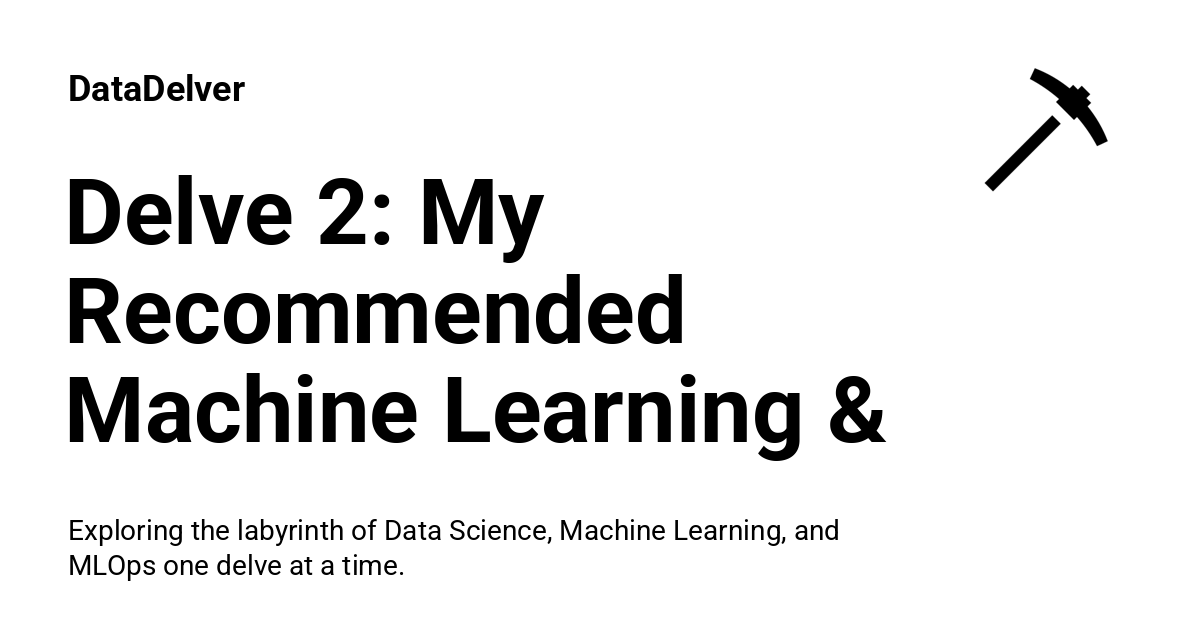 DataDelver
Delve 2: My
Recommended
Machine Learning &
Exploring the labyrinth of Data Science, Machine Learning, and
MLOps one delve at a time.